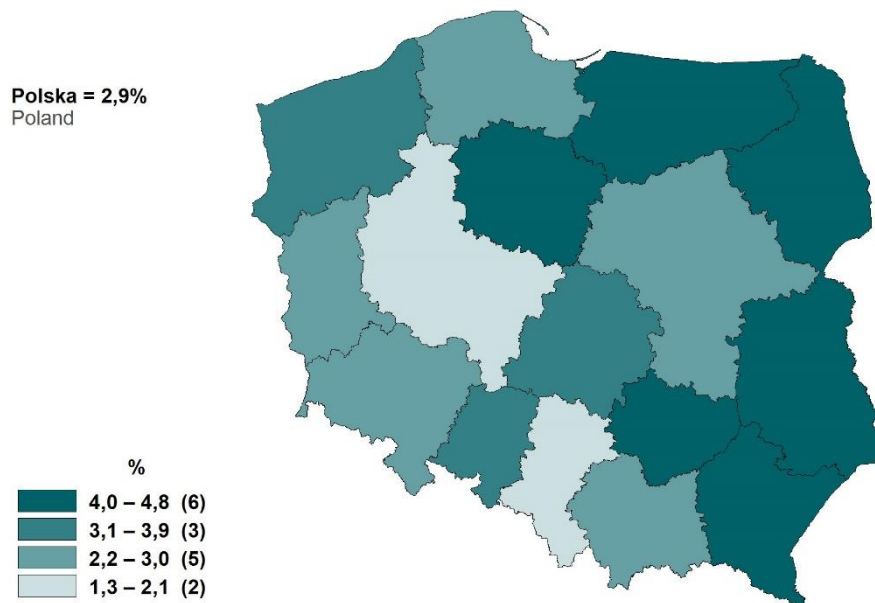 Polska = 2,9%
Poland
%
4,0 – 4,8 (6)
3,1 – 3,9 (3)
2,2 – 3,0 (5)
1,3 – 2,1 (2)